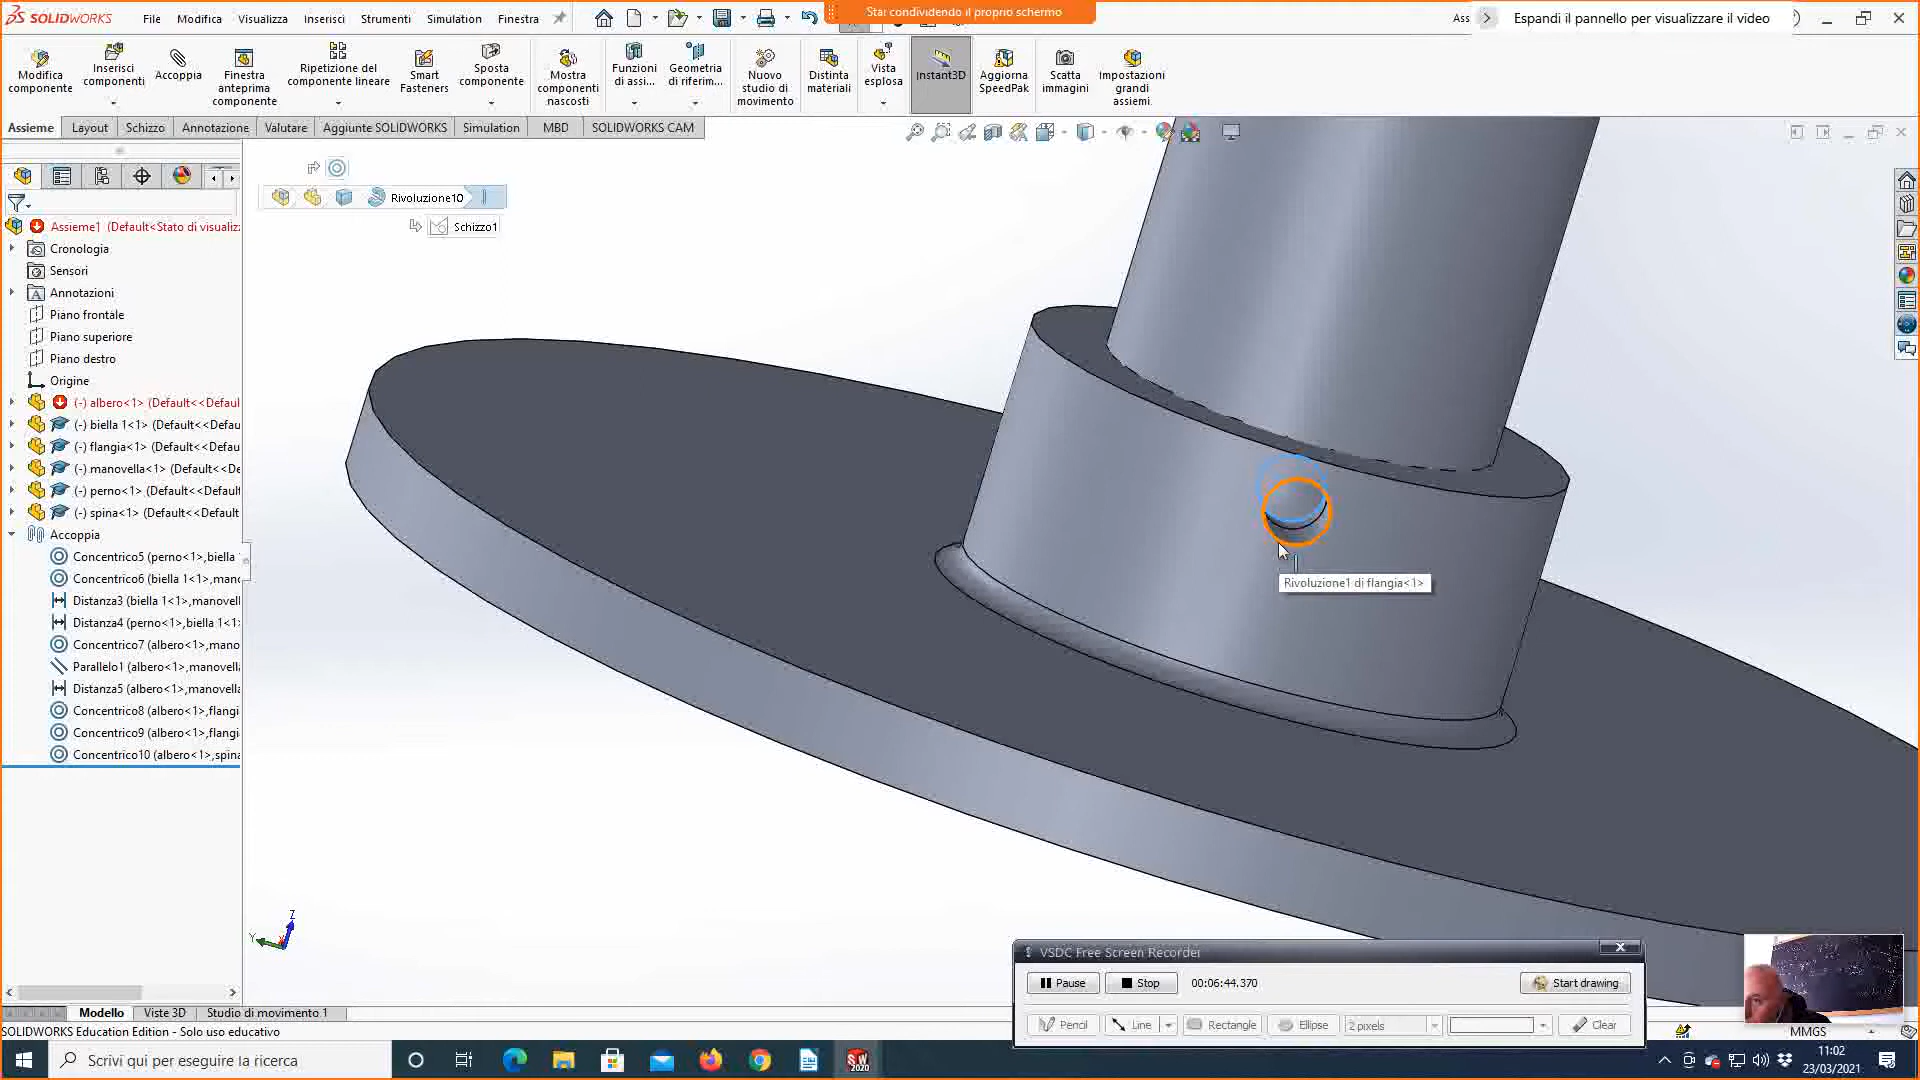 SOLIDWORKS
File
Modifica
Visualizza
Inserisci
Strumenti
Simulation
Finestra
Stai condividendo il proprio schermo
Ass
Espandi il pannello per visualizzare il video
Modifica componente
Inserisci componenti
Accoppia
Finestra anteprima componente
Ripetizione del componente lineare
Smart Fasteners
Sposta componente
Mostra componenti nascosti
Funzioni di assi...
Geometria di riferim...
Nuovo studio di movimento
Distinta materiali
Vista esplosa
Instant3D
Aggiorna SpeedPak
Scatta immagini
Impostazioni grandi assiemi.
Assieme
Layout
Schizzo
Annotazione
Valutare
Aggiunte SOLIDWORKS
Simulation
MBD
SOLIDWORKS CAM
Rivoluzione10
Schizzo1
Assieme1 (Default<Stato di visualiz
Cronologia
Sensori
Annotazioni
Piano frontale
Piano superiore
Piano destro
Origine
(-) albero<1> (Default<<Defaul
(-) biella 1<1> (Default<<Defau
(-) flangia<1> (Default<<Defaul
(-) manovella<1> (Default<<De
(-) perno<1> (Default<<Default
(-) spina<1> (Default<<Default
Accoppia
Concentrico5 (perno<1>,biella
Concentrico6 (biella 1<1>,mano
Distanza3 (biella 1<1>,manovell
Distanza4 (perno<1>,biella 1<1>
Concentrico7 (albero<1>,mano
Parallelo1 (albero<1>,manovella
Distanza5 (albero<1>,manovella
Concentrico8 (albero<1>,flangi
Concentrico9 (albero<1>,flangi
Concentrico10 (albero<1>,spina
Rivoluzione1 di flangia<1>
Z
Y
VSDC Free Screen Recorder
Pause
Stop
00:06:44.370
Start drawing
Pencil
Line
Rectangle
Ellipse
2 pixels
Clear
Modello
Viste 3D
Studio di movimento 1
SOLIDWORKS Education Edition - Solo uso educativo
MMGS
Scrivi qui per eseguire la ricerca
SW
2020
11:02
23/03/2021